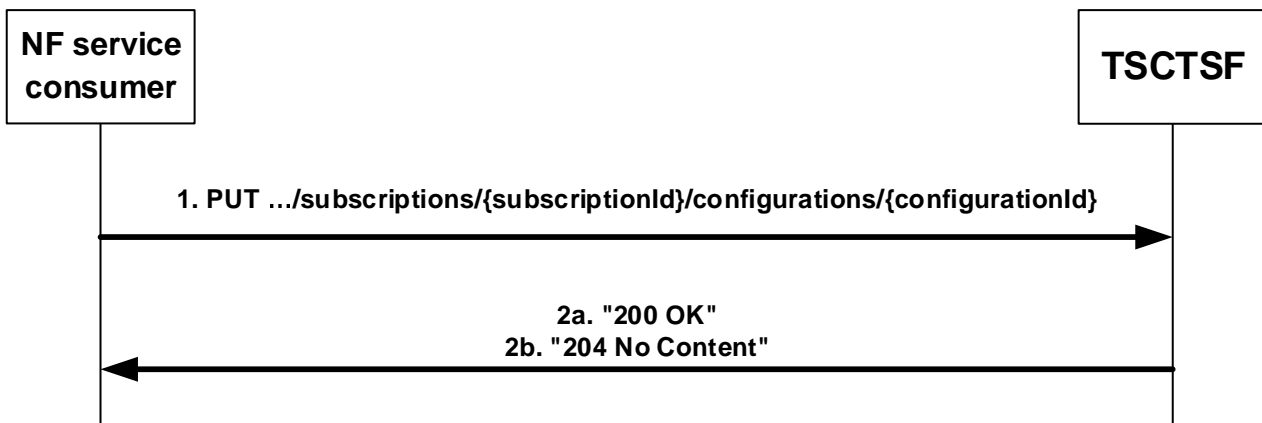 NF service
consumer
TSCTSF
1. PUT …/subscriptions/{subscriptionId}/configurations/{configurationId}
2a. "200 OK"
2b. "204 No Content"